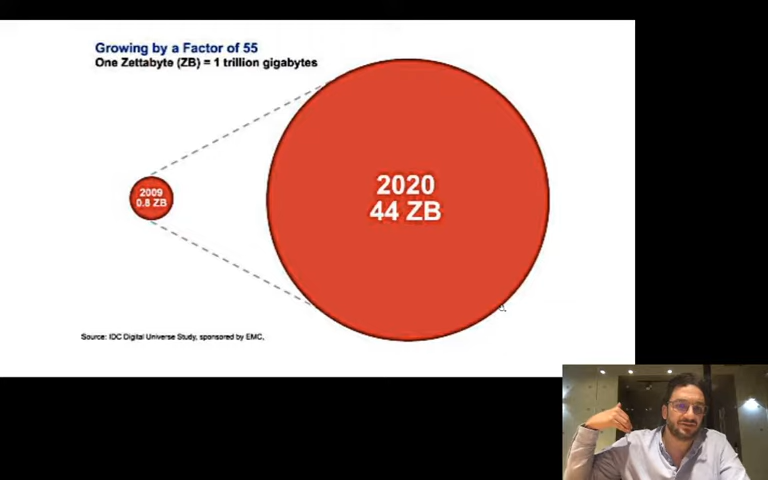 Growing by a Factor of 55
One Zettabyte (ZB) = 1 trillion gigabytes
2009
0.8 ZB
2020
44 ZB
Source: IDC Digital Universe Study, sponsored by EMC,